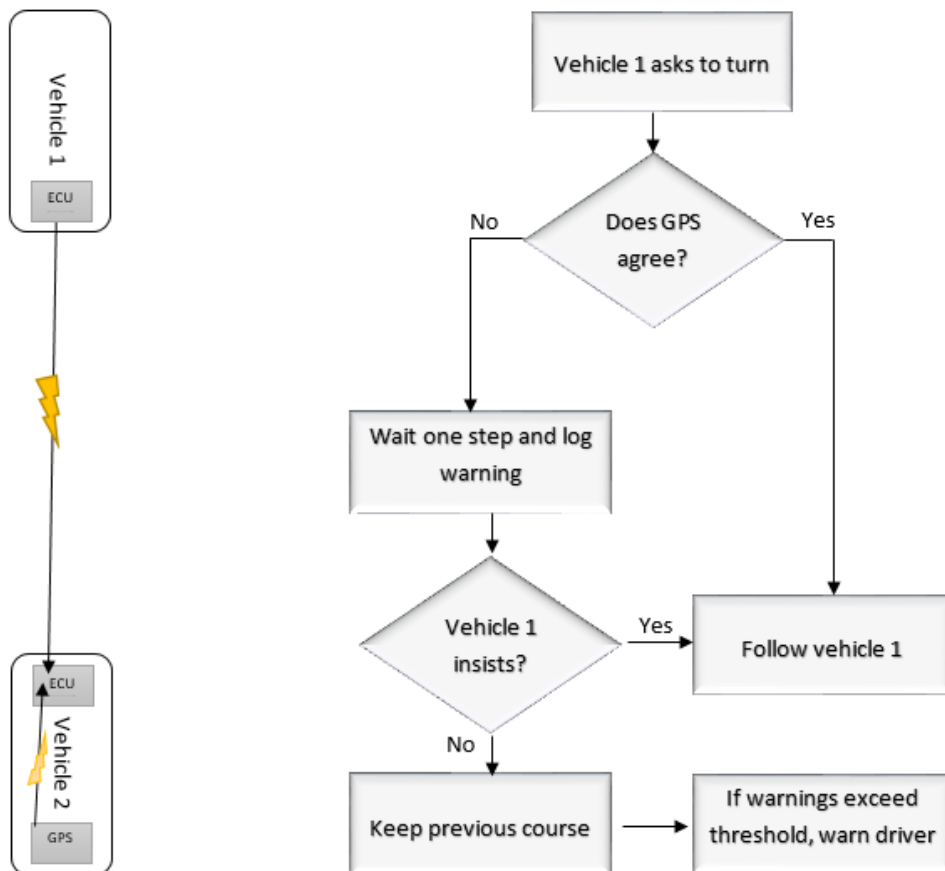 Vehicle 1
ECU
ECU
Vehicle 2
GPS
Vehicle 1 asks to turn
Does GPS
agree?
No
Yes
Wait one step and log
warning
Vehicle 1
insists?
Yes
Follow vehicle 1
No
Keep previous course
If warnings exceed
threshold, warn driver